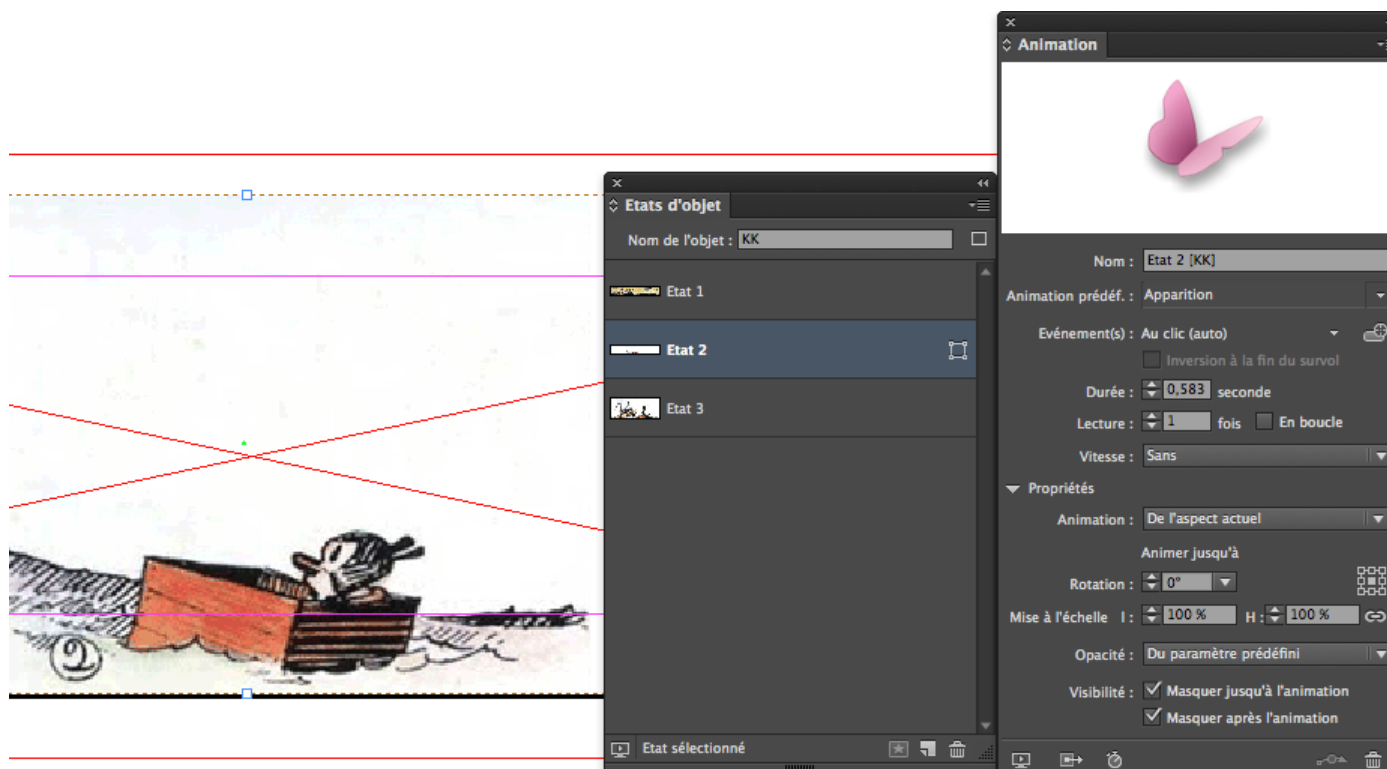 2
Etats d'objet
Nom de l'objet : KK
Etat 1
Etat 2
Etat 3
Etat sélectionné
Animation
Nom : Etat 2 [KK]
Animation prédéf. : Apparition
Evénement(s) : Au clic (auto)
Inversion à la fin du survol
Durée : 0,583 seconde
Lecture : 1 fois En boucle
Vitesse : Sans
Propriétés
Animation : De l'aspect actuel
Animer jusqu'à
Rotation : 0°
Mise à l'échelle l : 100 % H : 100 %
Opacité : Du paramètre prédéfini
Visibilité : Masquer jusqu'à l'animation
Masquer après l'animation